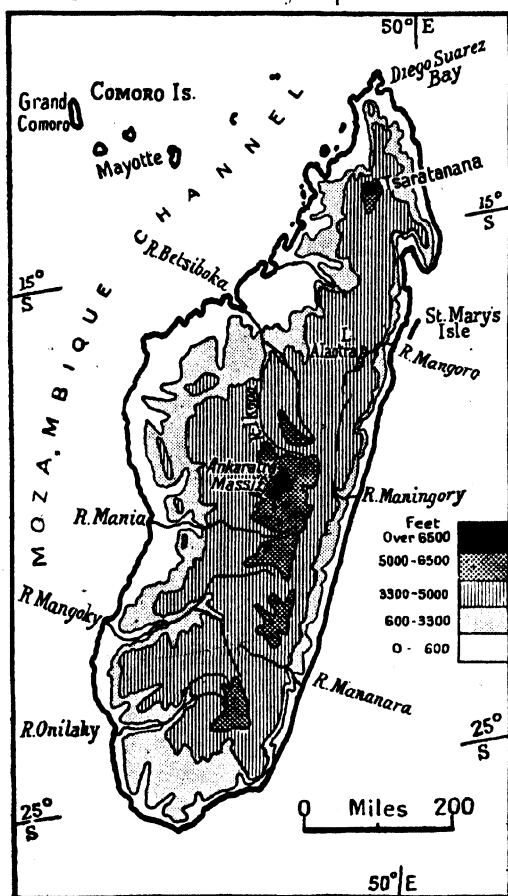 50° E
Diego Suarez
Bay
COMORO IS.
Grand
Comoro
Mayotte
MOZAMBIQUE CHANNEL
Tsaratanana
15°
S
R. Betsiboka
15°
S
St. Mary's
Isle
L.
Alaotra
R. Mangoro
R. Ikopa
Ankaratra
Massif
R. Maningory
R. Mania
Feet
Over 6500
5000-6500
3300-5000
600-3300
0 - 600
R. Mangoky
R. Mananara
R. Onilahy
25°
S
25°
S
0 Miles 200
50° E